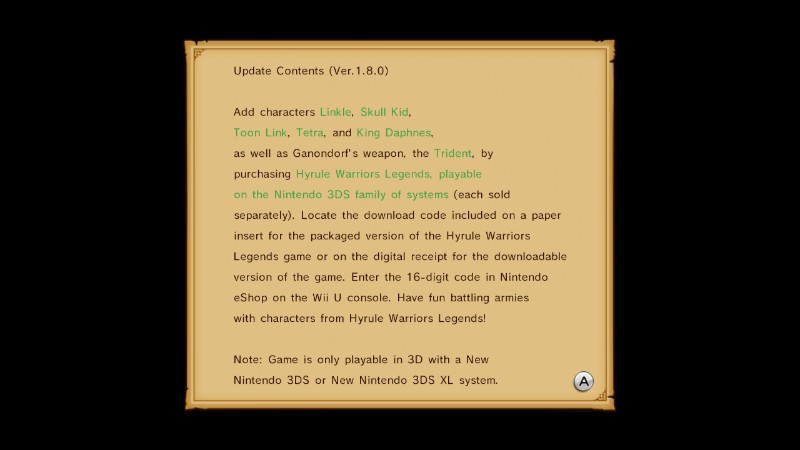 Update Contents (Ver.1.8.0)
Add characters Linkle, Skull Kid,
Toon Link, Tetra, and King Daphnes,
as well as Ganondorf's weapon, the Trident, by
purchasing Hyrule Warriors Legends, playable
on the Nintendo 3DS family of systems (each sold
separately). Locate the download code included on a paper
insert for the packaged version of the Hyrule Warriors
Legends game or on the digital receipt for the downloadable
version of the game. Enter the 16-digit code in Nintendo
eShop on the Wii U console. Have fun battling armies
with characters from Hyrule Warriors Legends!
Note: Game is only playable in 3D with a New
Nintendo 3DS or New Nintendo 3DS XL system.
A